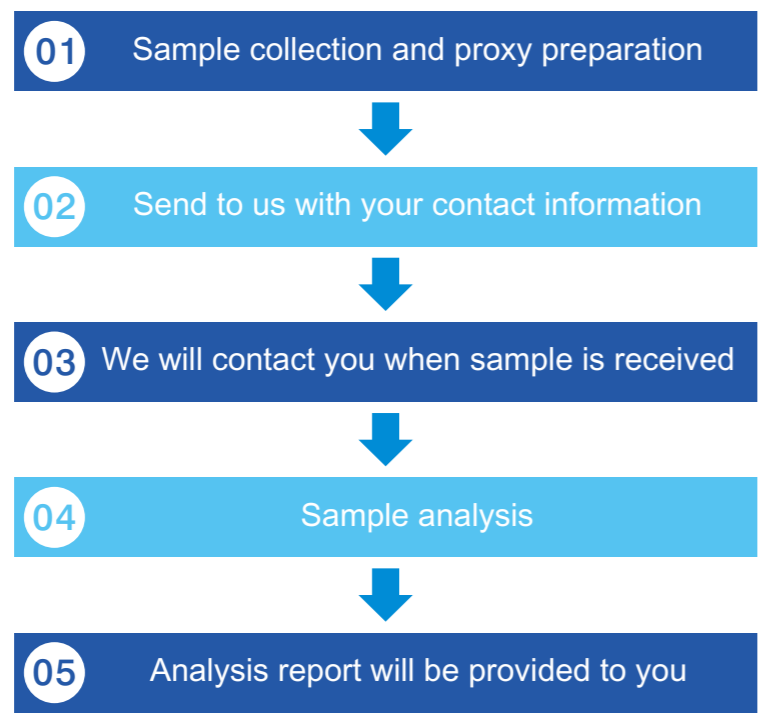 01 Sample collection and proxy preparation
02 Send to us with your contact information
03 We will contact you when sample is received
04 Sample analysis
05 Analysis report will be provided to you